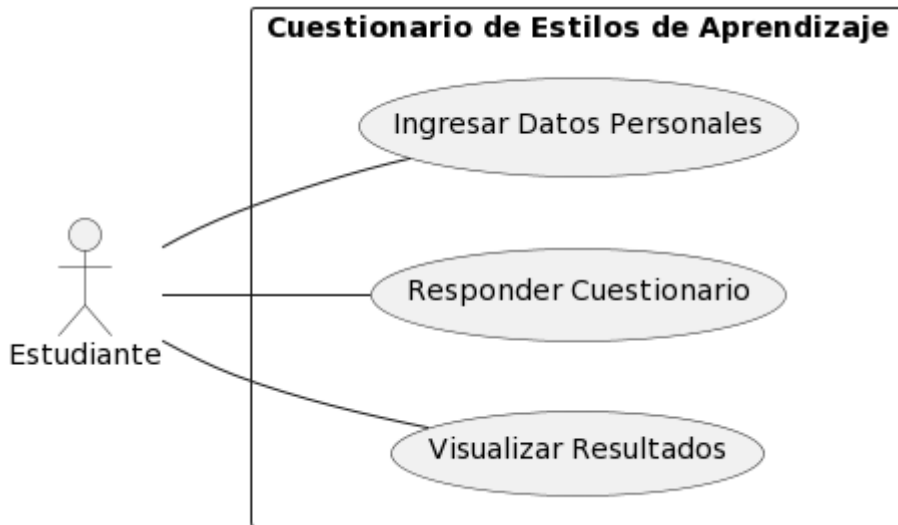 Cuestionario de Estilos de Aprendizaje
Ingresar Datos Personales
Responder Cuestionario
Estudiante
Visualizar Resultados